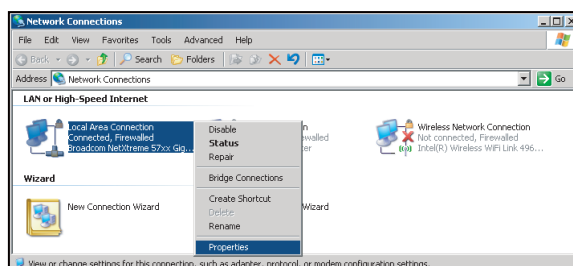 Network Connections
File Edit View Favorites Tools Advanced Help
Back Search Folders
Address Network Connections Go
LAN or High-Speed Internet
Local Area Connection
Connected, Firewalled
Broadcom NetXtreme 57xx Gig...
Disable
Status
Repair
Bridge Connections
Create Shortcut
Delete
Rename
Properties
Wireless Network Connection
Not connected, Firewalled
Intel(R) Wireless WiFi Link 496...
Wizard
New Connection Wizard
Wizard
View or change settings for this connection, such as adapter, protocol, or modem configuration settings.